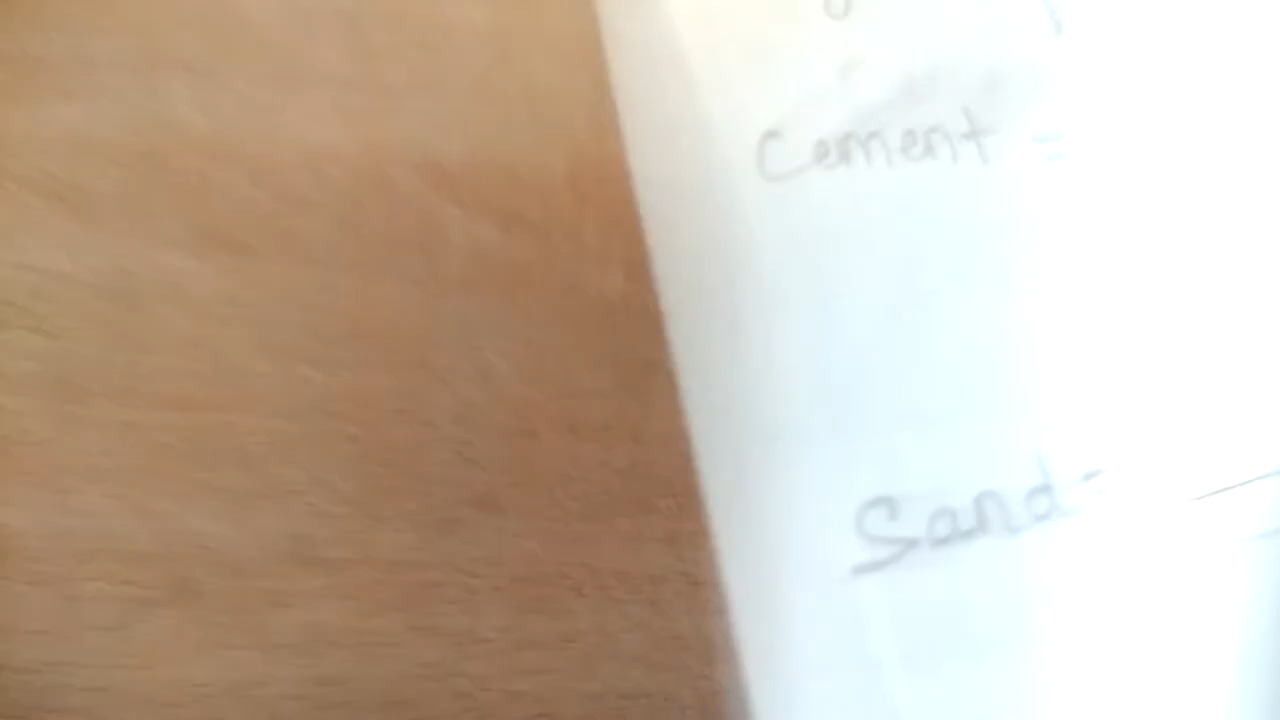 Cement =
Sand-